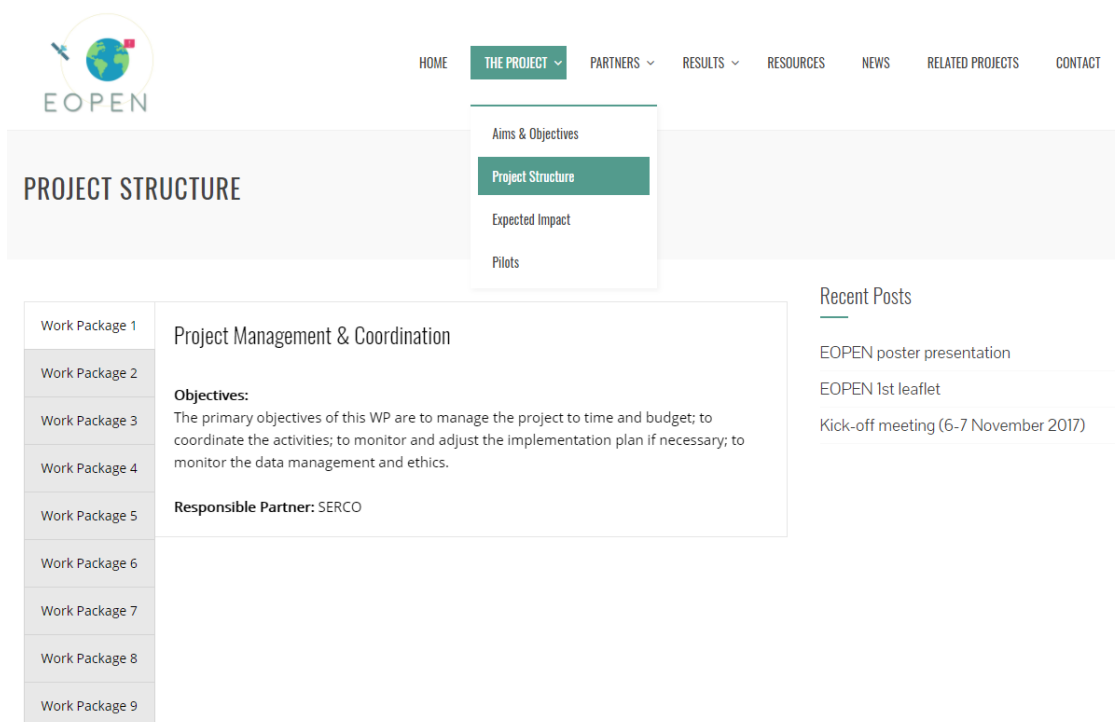 EOPEN
HOME
THE PROJECT
PARTNERS
RESULTS
RESOURCES
NEWS
RELATED PROJECTS
CONTACT
Aims & Objectives
Project Structure
Expected Impact
Pilots
PROJECT STRUCTURE
Work Package 1
Work Package 2
Work Package 3
Work Package 4
Work Package 5
Work Package 6
Work Package 7
Work Package 8
Work Package 9
Project Management & Coordination
Objectives:
The primary objectives of this WP are to manage the project to time and budget; to
coordinate the activities; to monitor and adjust the implementation plan if necessary; to
monitor the data management and ethics.
Responsible Partner: SERCO
Recent Posts
EOPEN poster presentation
EOPEN 1st leaflet
Kick-off meeting (6-7 November 2017)